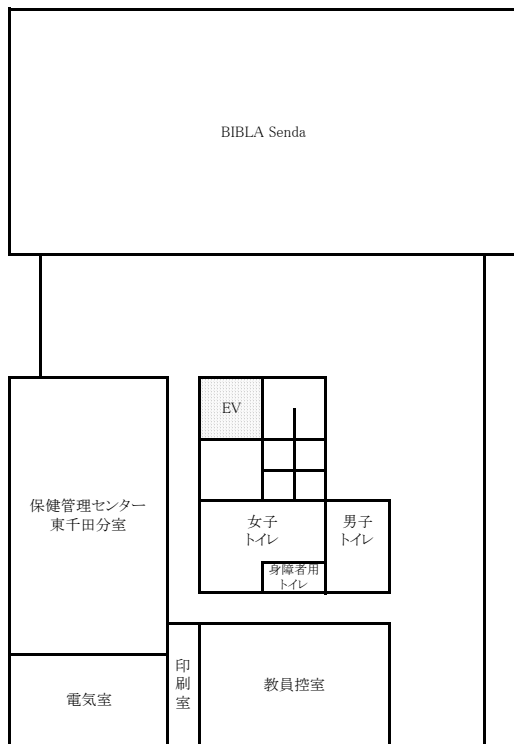 BIBLA Senda
EV
保健管理センター
東千田分室
女子
トイレ
男子
トイレ
身障者用
トイレ
電気室
印刷室
教員控室